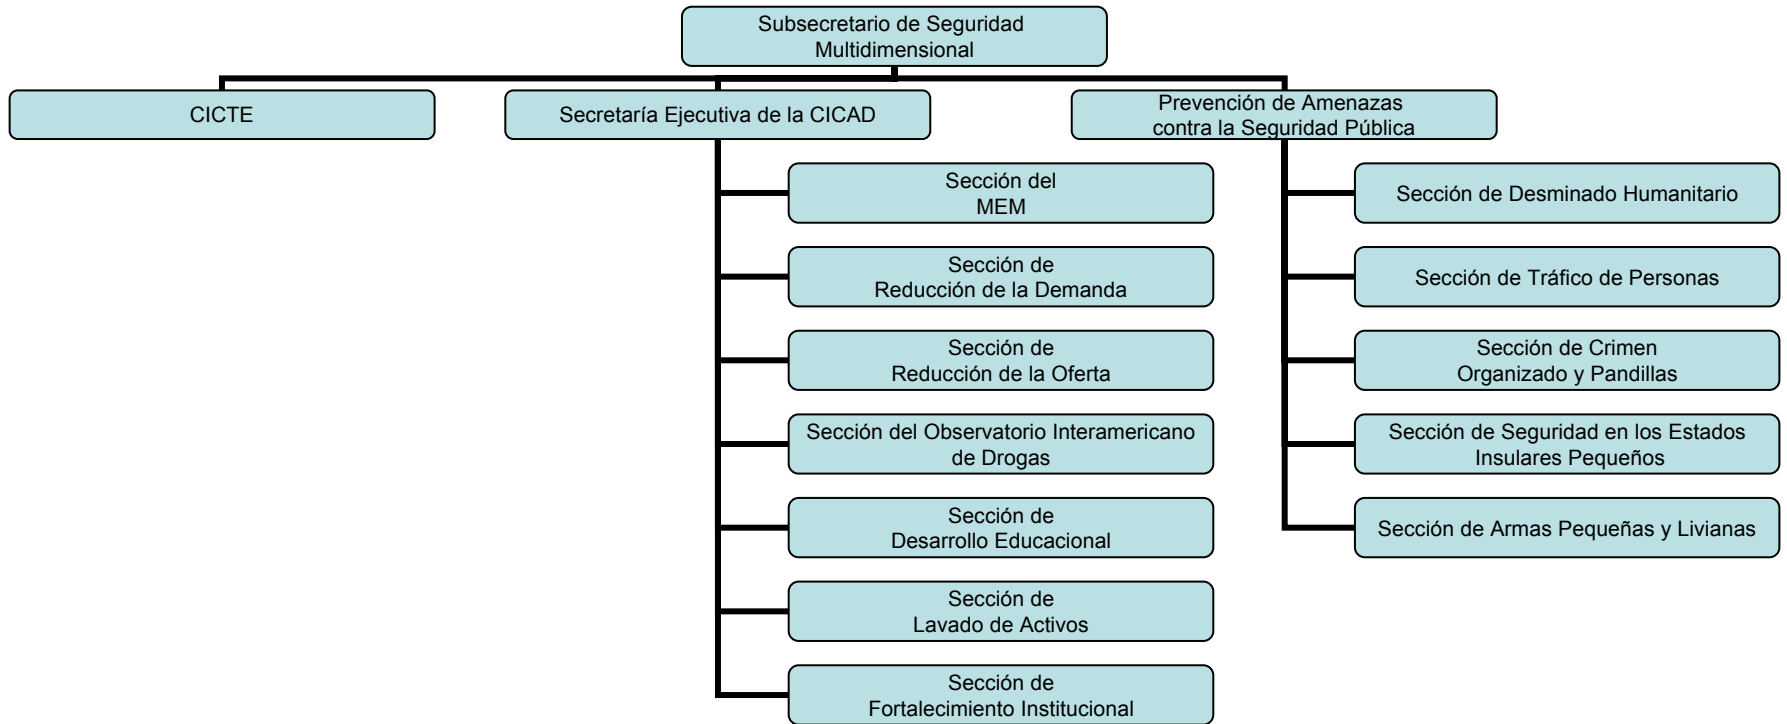 Subsecretario de Seguridad
Multidimensional
CICTE
Secretaría Ejecutiva de la CICAD
Prevención de Amenazas
contra la Seguridad Pública
Sección del
MEM
Sección de
Reducción de la Demanda
Sección de
Reducción de la Oferta
Sección del Observatorio Interamericano
de Drogas
Sección de
Desarrollo Educacional
Sección de
Lavado de Activos
Sección de
Fortalecimiento Institucional
Sección de Desminado Humanitario
Sección de Tráfico de Personas
Sección de Crimen
Organizado y Pandillas
Sección de Seguridad en los Estados
Insulares Pequeños
Sección de Armas Pequeñas y Livianas